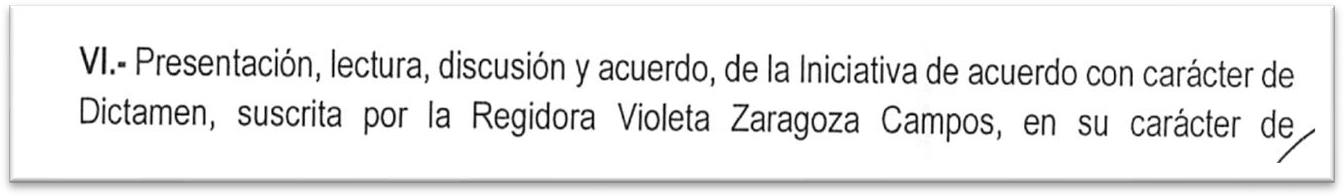 VI.- Presentación, lectura, discusión y acuerdo, de la Iniciativa de acuerdo con carácter de
Dictamen, suscrita por la Regidora Violeta Zaragoza Campos, en su carácter de